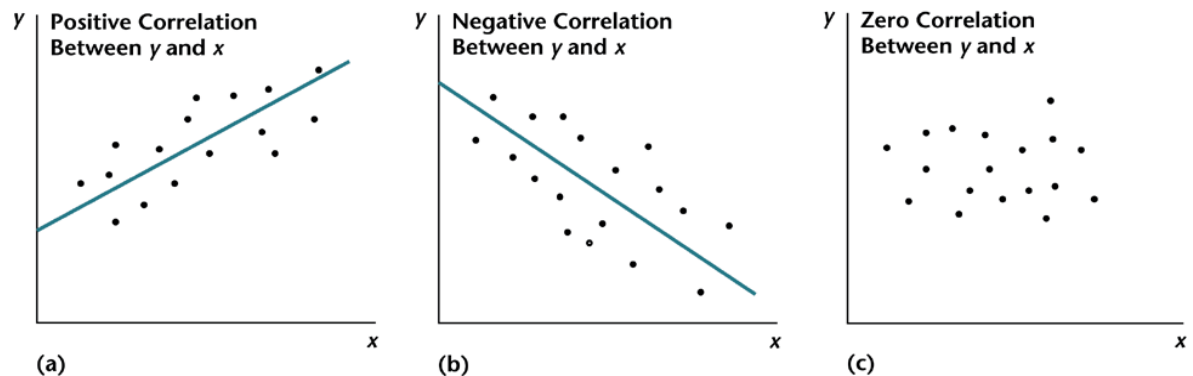 y
Positive Correlation
Between y and x
x
(a)
y
Negative Correlation
Between y and x
x
(b)
y
Zero Correlation
Between y and x
x
(c)